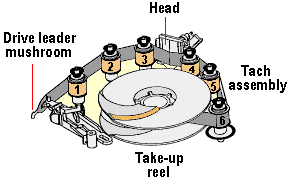 Head
Drive leader
mushroom
Tach
assembly
1
2
3
4
5
6
Take-up
reel